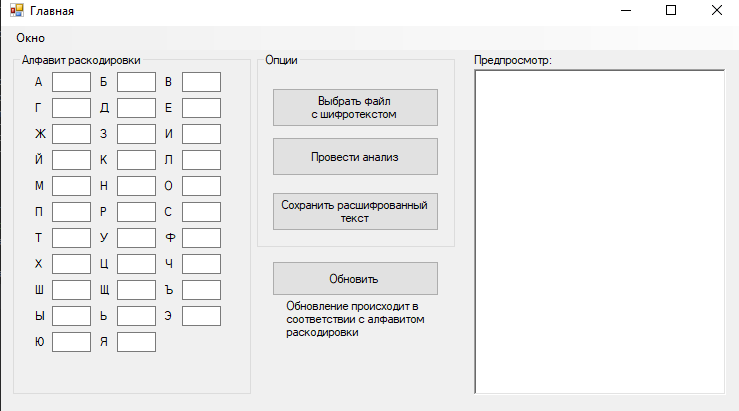 Главная
Окно
Алфавит раскодировки
А Б В
Г Д Е
Ж З И
Й К Л
М Н О
П Р С
Т У Ф
Х Ц Ч
Ш Щ Ъ
Ы Ь Э
Ю Я
Опции
Выбрать файл
с шифротекстом
Провести анализ
Сохранить расшифрованный
текст
Обновить
Обновление происходит в
соответствии с алфавитом
раскодировки
Предпросмотр: